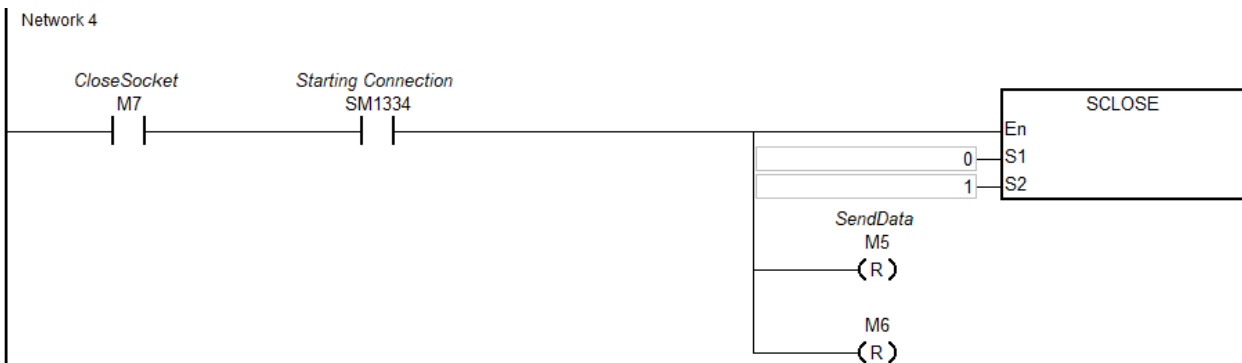 Network 4
CloseSocket
M7
Starting Connection
SM1334
SCLOSE
En
0 S1
1 S2
SendData
M5
R
M6
R